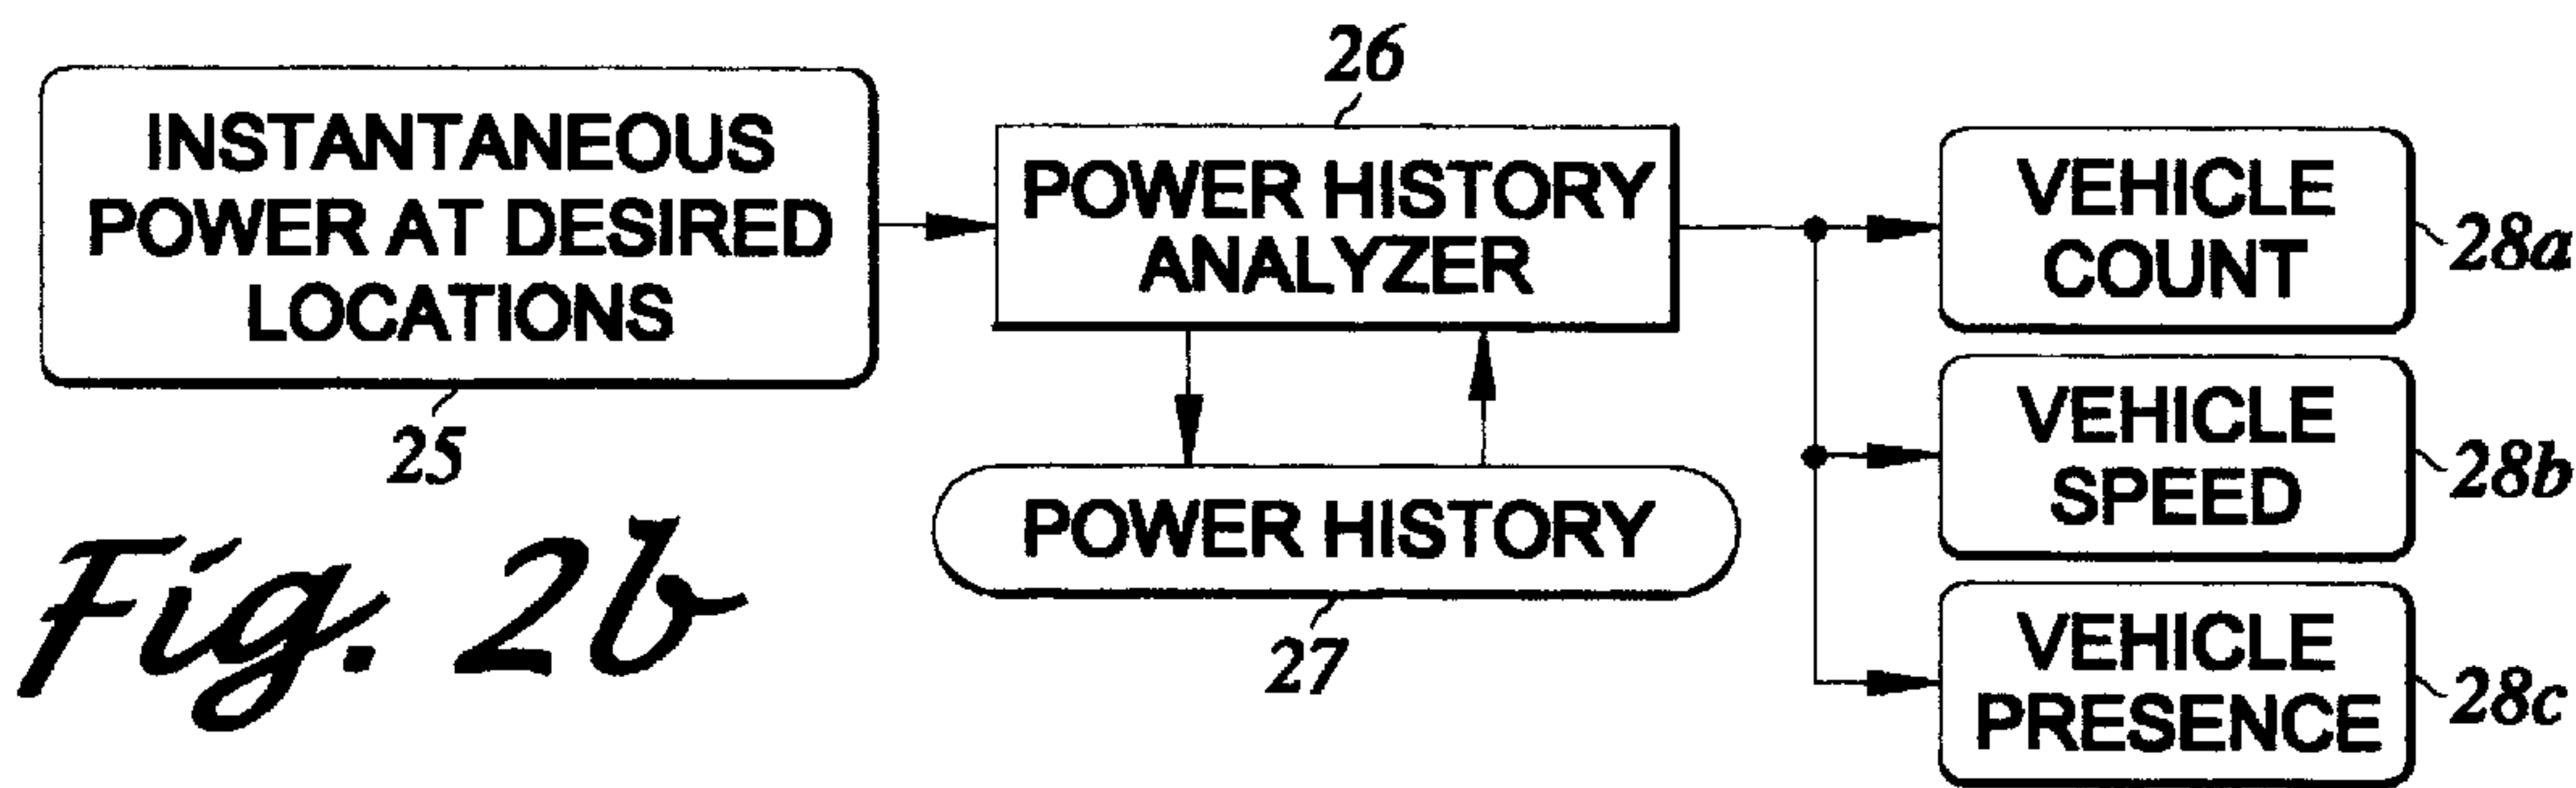 26
INSTANTANEOUS
POWER AT DESIRED
LOCATIONS
25
POWER HISTORY
ANALYZER
POWER HISTORY
27
VEHICLE
COUNT
28a
VEHICLE
SPEED
28b
VEHICLE
PRESENCE
28c
Fig. 2b